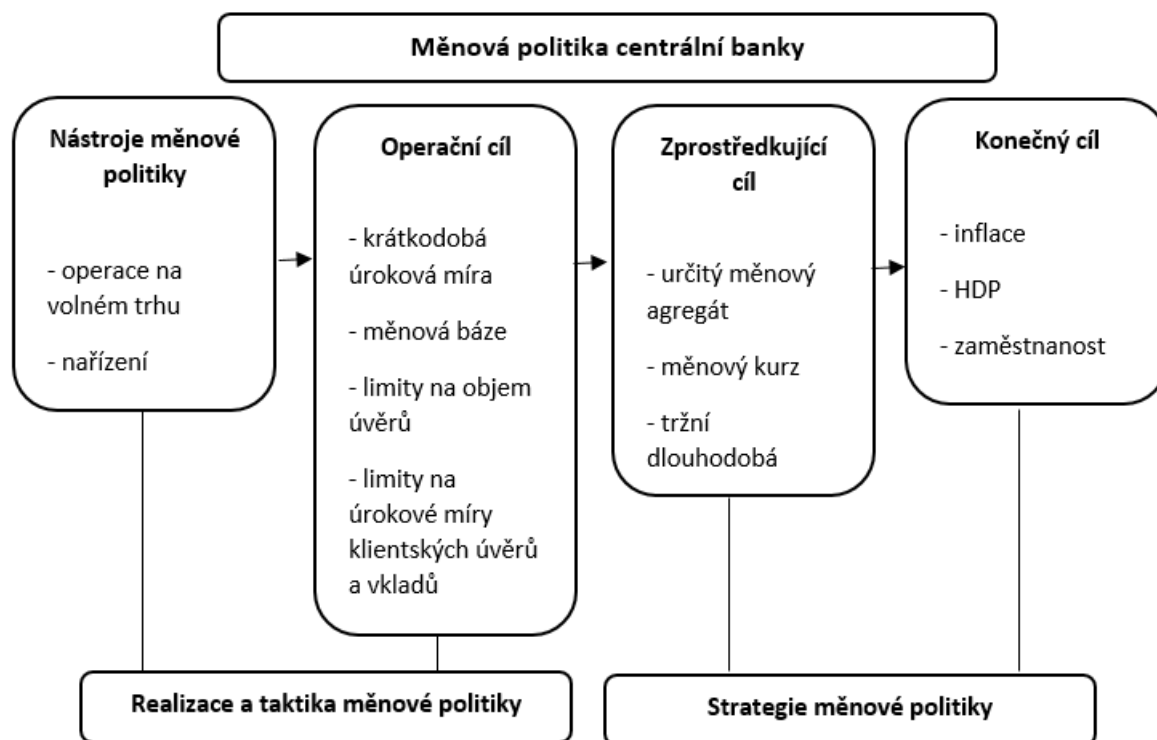 Měnová politika centrální banky
Nástroje měnové
politiky
- operace na
volném trhu
- nařízení
Operační cíl
- krátkodobá
úroková míra
- měnová báze
- limity na objem
úvěrů
- limity na
úrokové míry
klientských úvěrů
a vkladů
Zprostředkující
cíl
- určitý měnový
agregát
- měnový kurz
- tržní
dlouhodobá
Konečný cíl
- inflace
- HDP
- zaměstnanost
Realizace a taktika měnové politiky
Strategie měnové politiky